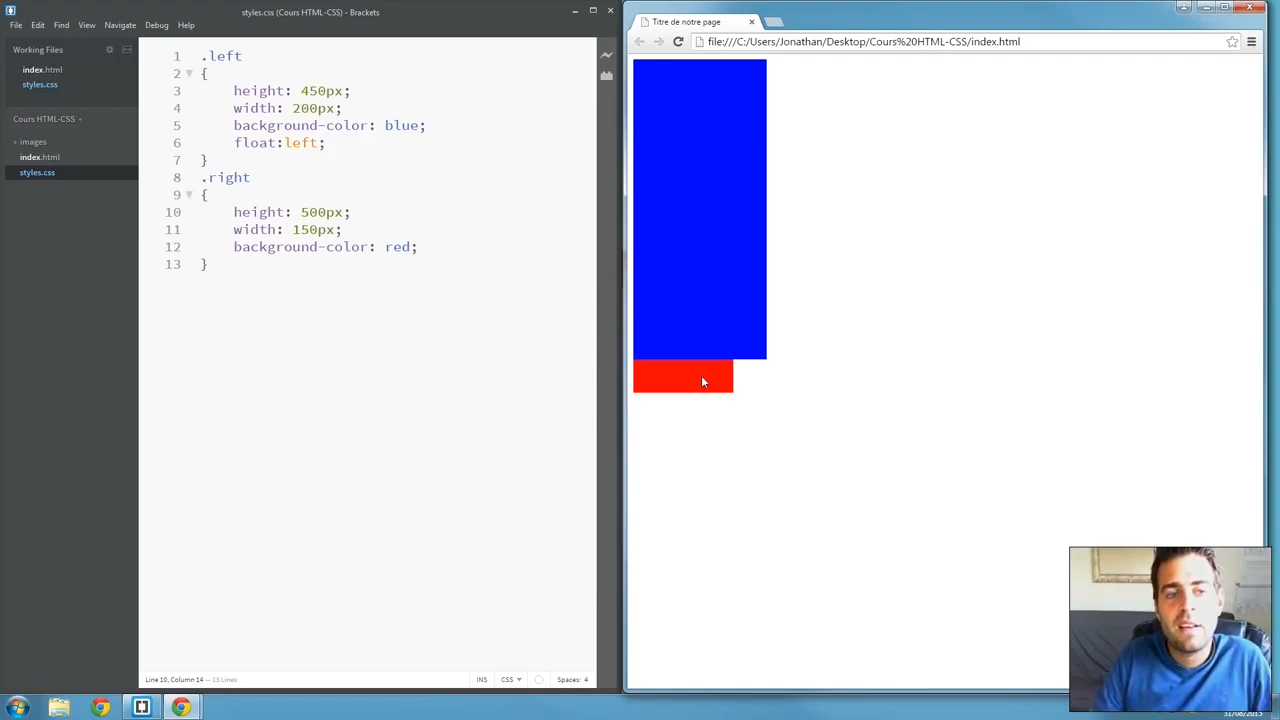 styles.css (Cours HTML-CSS) - Brackets
File Edit Find View Navigate Debug Help
Working Files
index.html
styles.css
Cours HTML-CSS
images
index.html
styles.css
1 .left
2 {
3 height: 450px;
4 width: 200px;
5 background-color: blue;
6 float:left;
7 }
8 .right
9 {
10 height: 500px;
11 width: 150px;
12 background-color: red;
13 }
Line 10, Column 14 — 13 Lines
INS CSS Spaces: 4
Titre de notre page
file:///C:/Users/Jonathan/Desktop/Cours%20HTML-CSS/index.html
31/08/2015